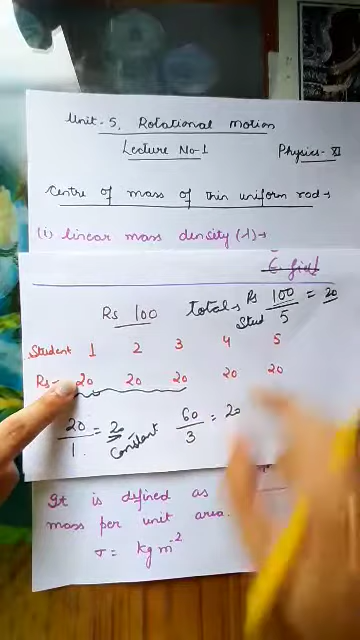 Unit-5, Rotational motion
Lecture No-1 Physics-XI
Centre of mass of thin uniform rod→
(i) linear mass density (λ)→
Rs 100 Total→ Rs 100/5 = 20
Stud
Student 1 2 3 4 5
Rs→ 20 20 20 20 20
20/1 = 20 60/3 = 20
Constant
It is defined as
mass per unit area.
σ = kg m⁻²